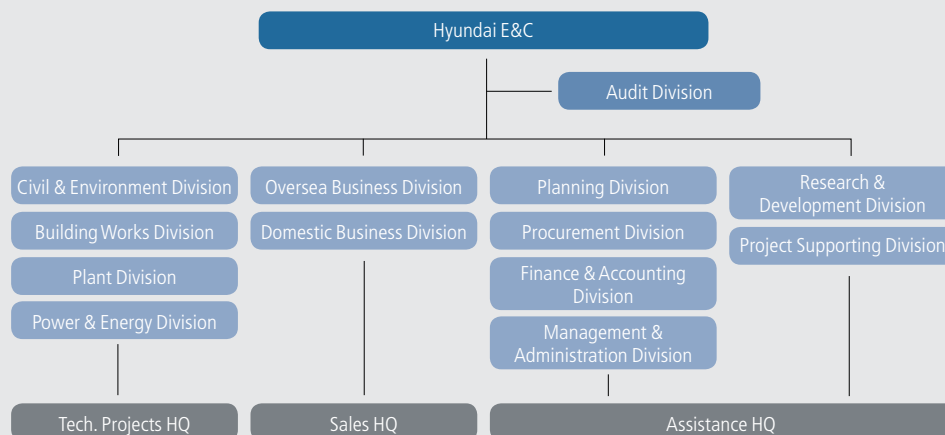 Hyundai E&C
Audit Division
Civil & Environment Division
Building Works Division
Plant Division
Power & Energy Division
Oversea Business Division
Domestic Business Division
Planning Division
Procurement Division
Finance & Accounting
Division
Management &
Administration Division
Research &
Development Division
Project Supporting Division
Tech. Projects HQ
Sales HQ
Assistance HQ